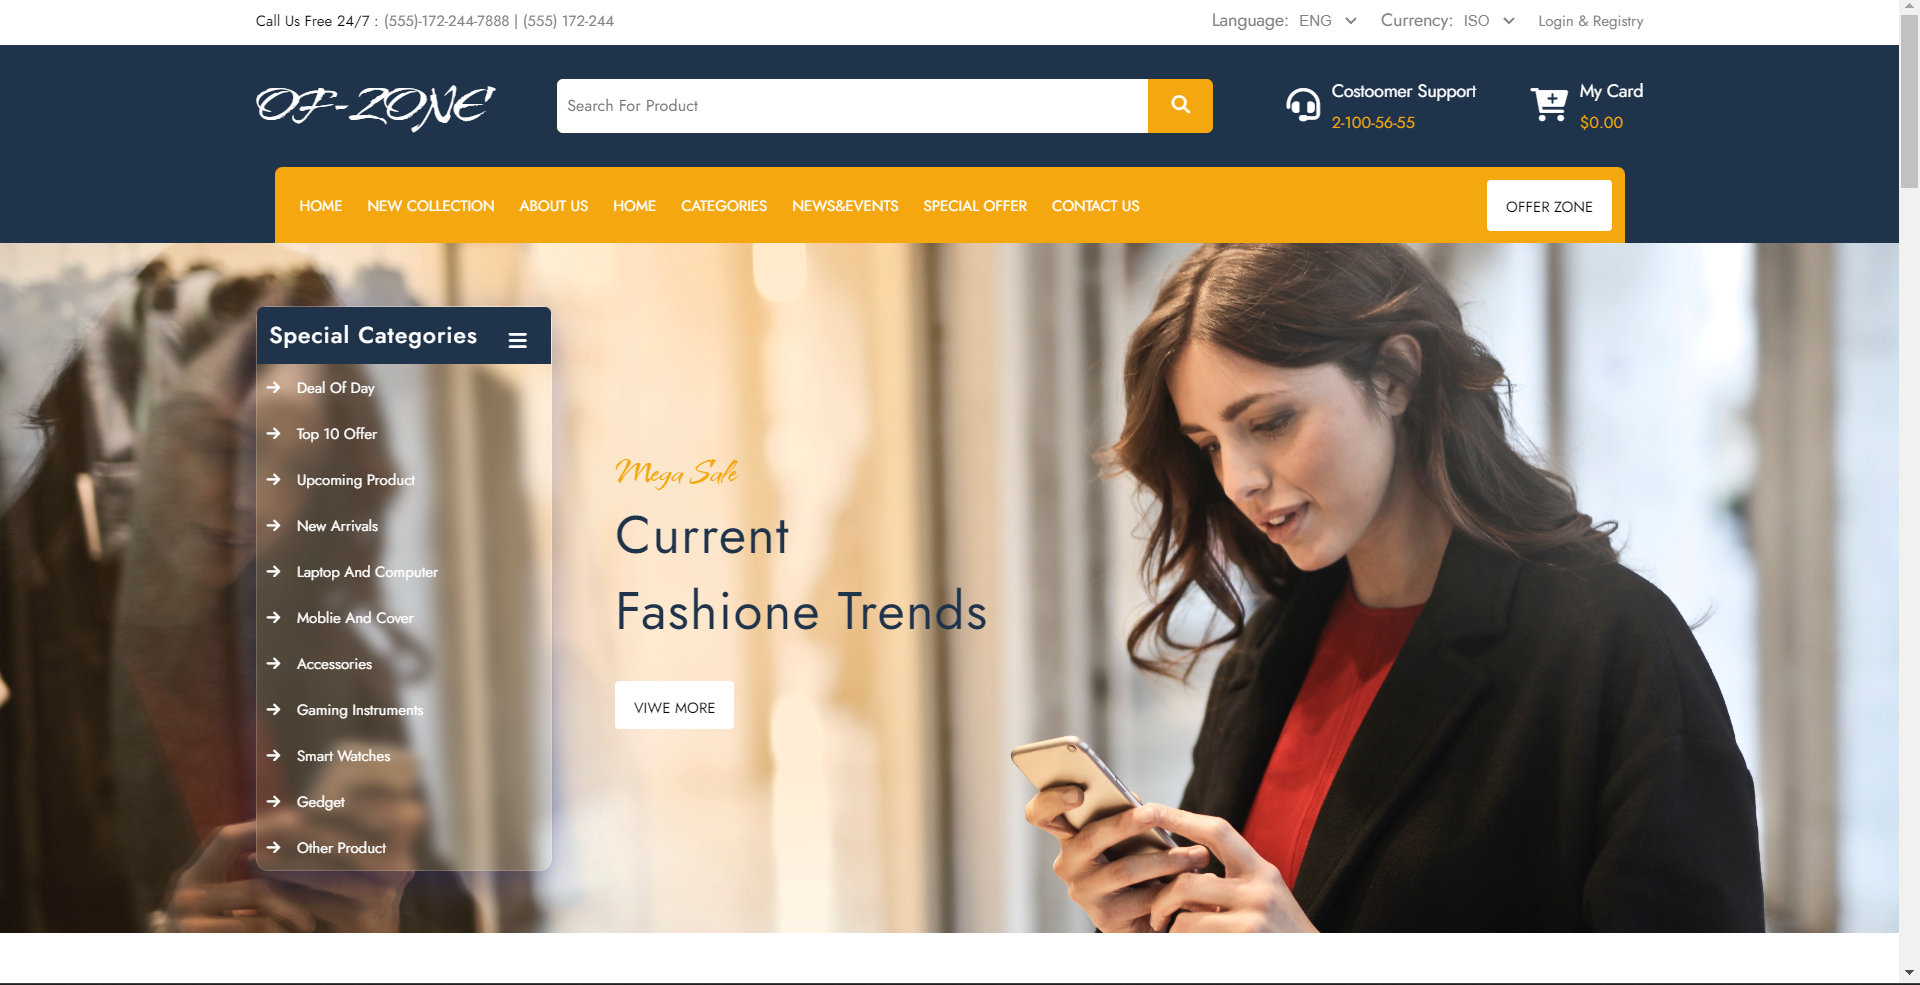 Call Us Free 24/7 : (555)-172-244-7888 | (555) 172-244
Language: ENG Currency: ISO Login & Registry
OF-ZONE
Search For Product
Costoomer Support
2-100-56-55
My Card
$0.00
HOME NEW COLLECTION ABOUT US HOME CATEGORIES NEWS&EVENTS SPECIAL OFFER CONTACT US
OFFER ZONE
Special Categories
Deal Of Day
Top 10 Offer
Upcoming Product
New Arrivals
Laptop And Computer
Moblie And Cover
Accessories
Gaming Instruments
Smart Watches
Gedget
Other Product
Mega Sale
Current
Fashione Trends
VIWE MORE